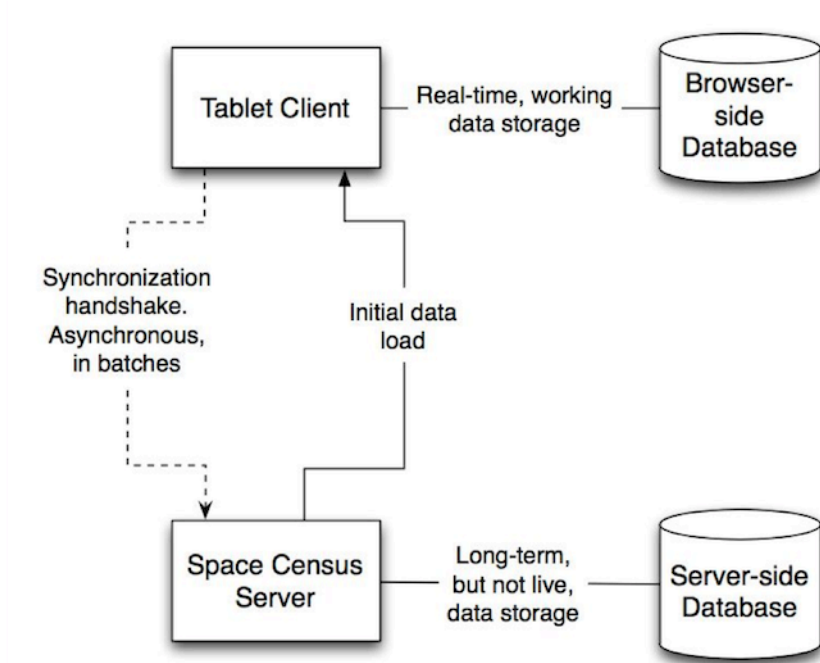 Tablet Client
Real-time, working
data storage
Browser-
side
Database
Synchronization
handshake.
Asynchronous,
in batches
Initial data
load
Space Census
Server
Long-term,
but not live,
data storage
Server-side
Database